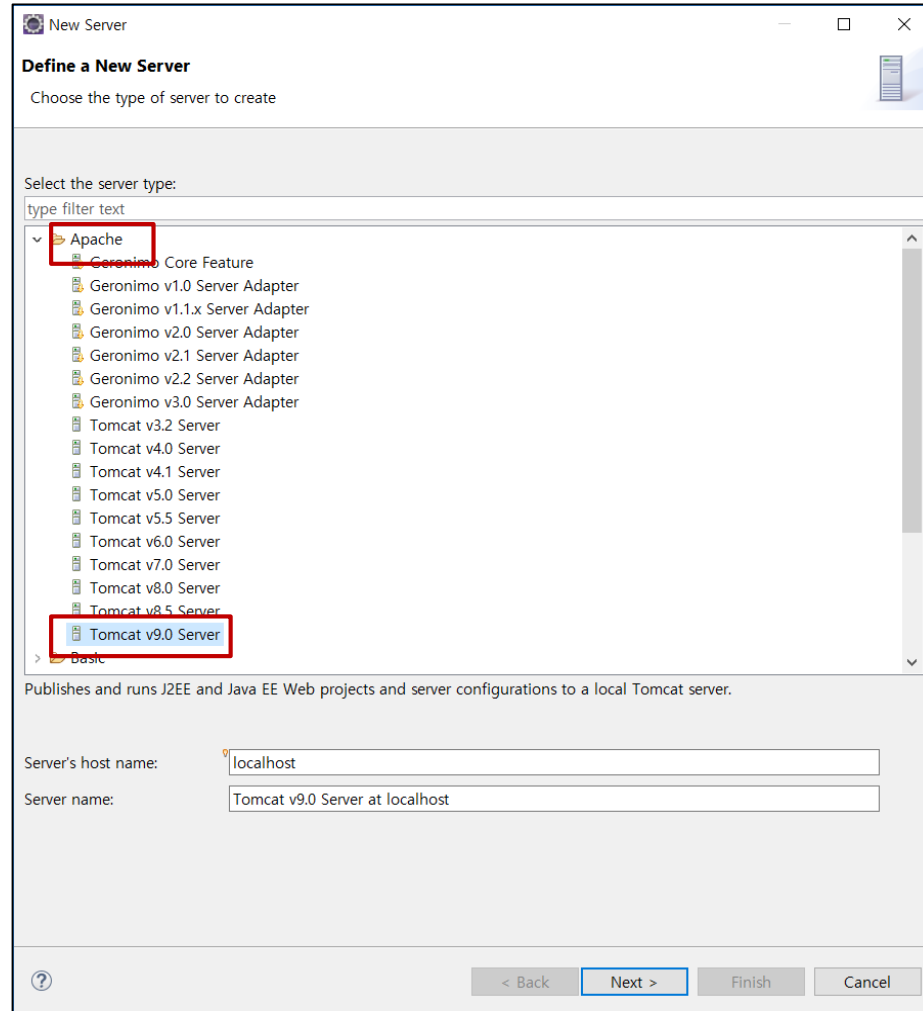 New Server
Define a New Server
Choose the type of server to create
Select the server type:
type filter text
Apache
Geronimo Core Feature
Geronimo v1.0 Server Adapter
Geronimo v1.1.x Server Adapter
Geronimo v2.0 Server Adapter
Geronimo v2.1 Server Adapter
Geronimo v2.2 Server Adapter
Geronimo v3.0 Server Adapter
Tomcat v3.2 Server
Tomcat v4.0 Server
Tomcat v4.1 Server
Tomcat v5.0 Server
Tomcat v5.5 Server
Tomcat v6.0 Server
Tomcat v7.0 Server
Tomcat v8.0 Server
Tomcat v8.5 Server
Tomcat v9.0 Server
Basic
Publishes and runs J2EE and Java EE Web projects and server configurations to a local Tomcat server.
Server's host name: localhost
Server name: Tomcat v9.0 Server at localhost
? < Back Next > Finish Cancel